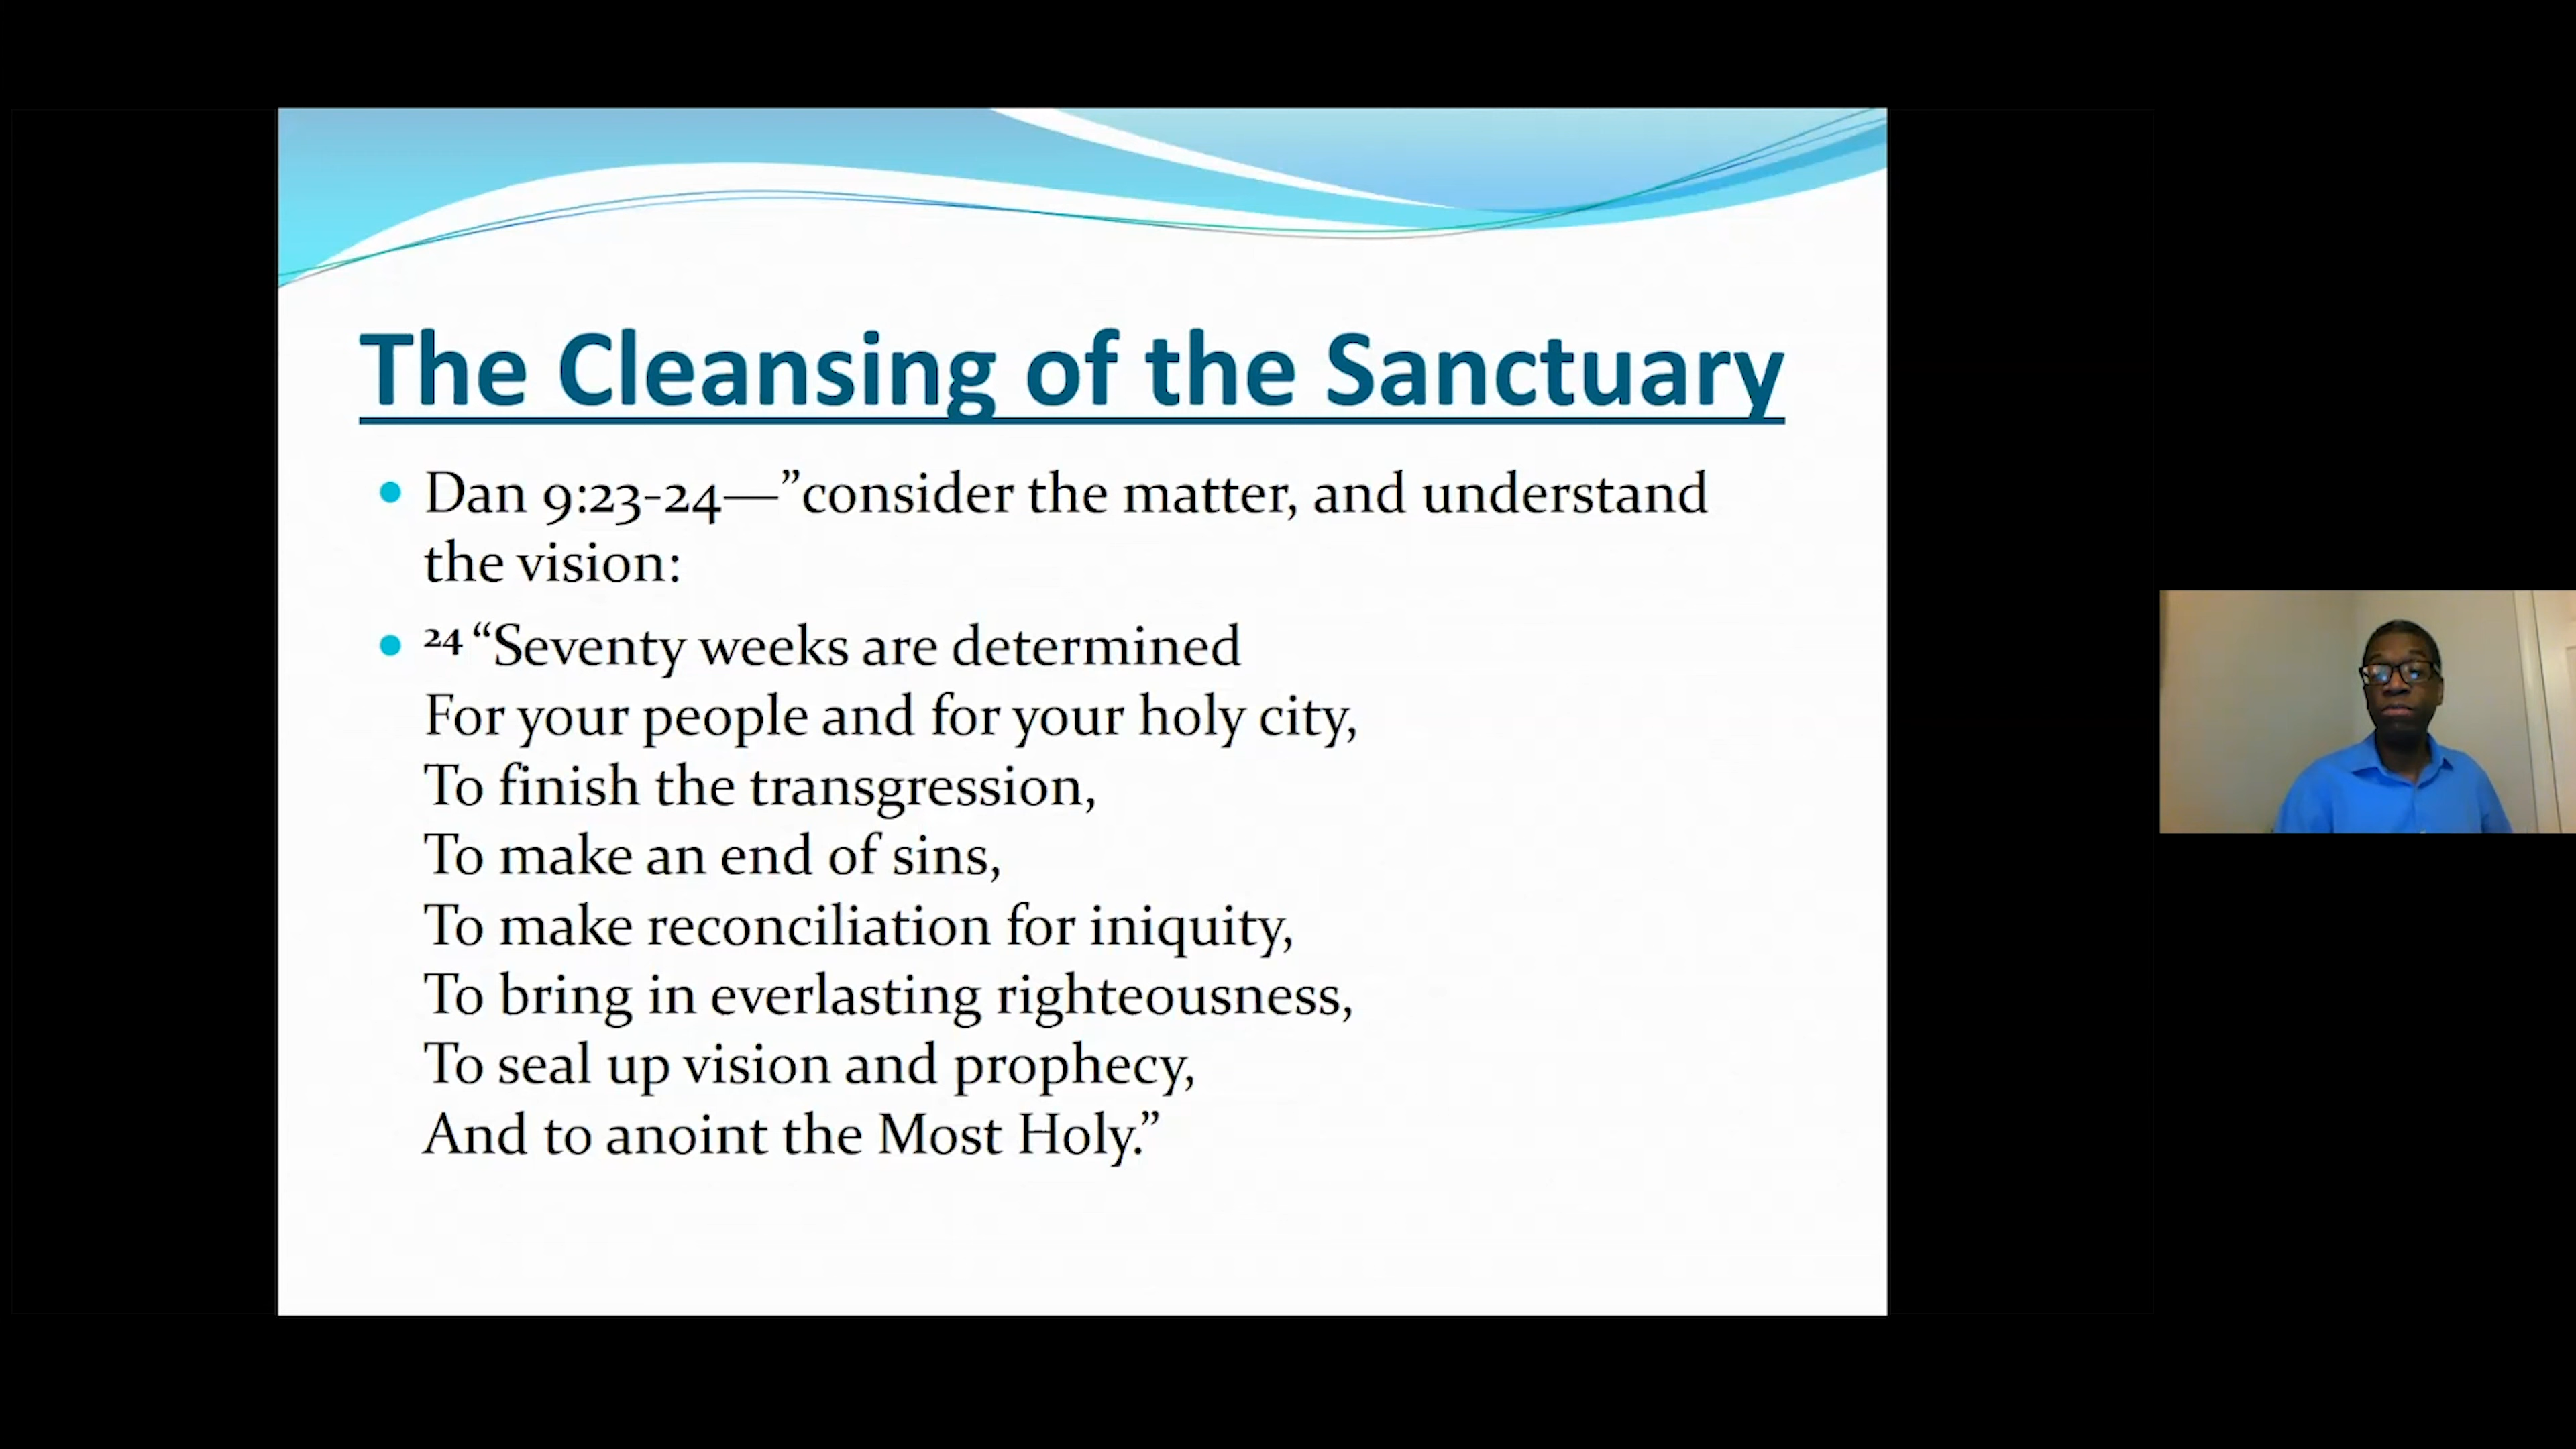 The Cleansing of the Sanctuary
• Dan 9:23-24—”consider the matter, and understand
the vision:
• ²⁴ “Seventy weeks are determined
For your people and for your holy city,
To finish the transgression,
To make an end of sins,
To make reconciliation for iniquity,
To bring in everlasting righteousness,
To seal up vision and prophecy,
And to anoint the Most Holy.”